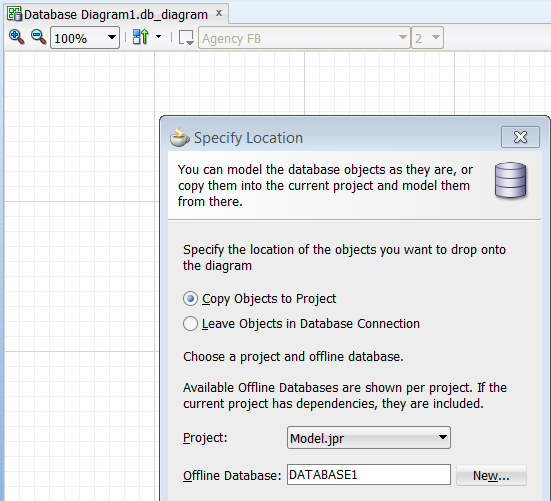 Database Diagram1.db_diagram x
100% Agency FB 2
Specify Location
You can model the database objects as they are, or
copy them into the current project and model them
from there.
Specify the location of the objects you want to drop onto
the diagram
Copy Objects to Project
Leave Objects in Database Connection
Choose a project and offline database.
Available Offline Databases are shown per project. If the
current project has dependencies, they are included.
Project: Model.jpr
Offline Database: DATABASE1 New...